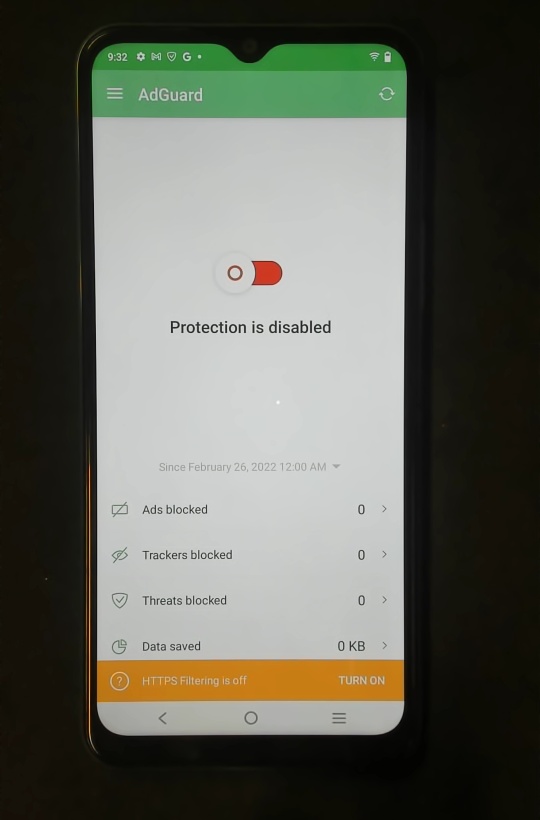 9:32 G
AdGuard
Protection is disabled
Since February 26, 2022 12:00 AM
Ads blocked 0
Trackers blocked 0
Threats blocked 0
Data saved 0 KB
? HTTPS Filtering is off TURN ON